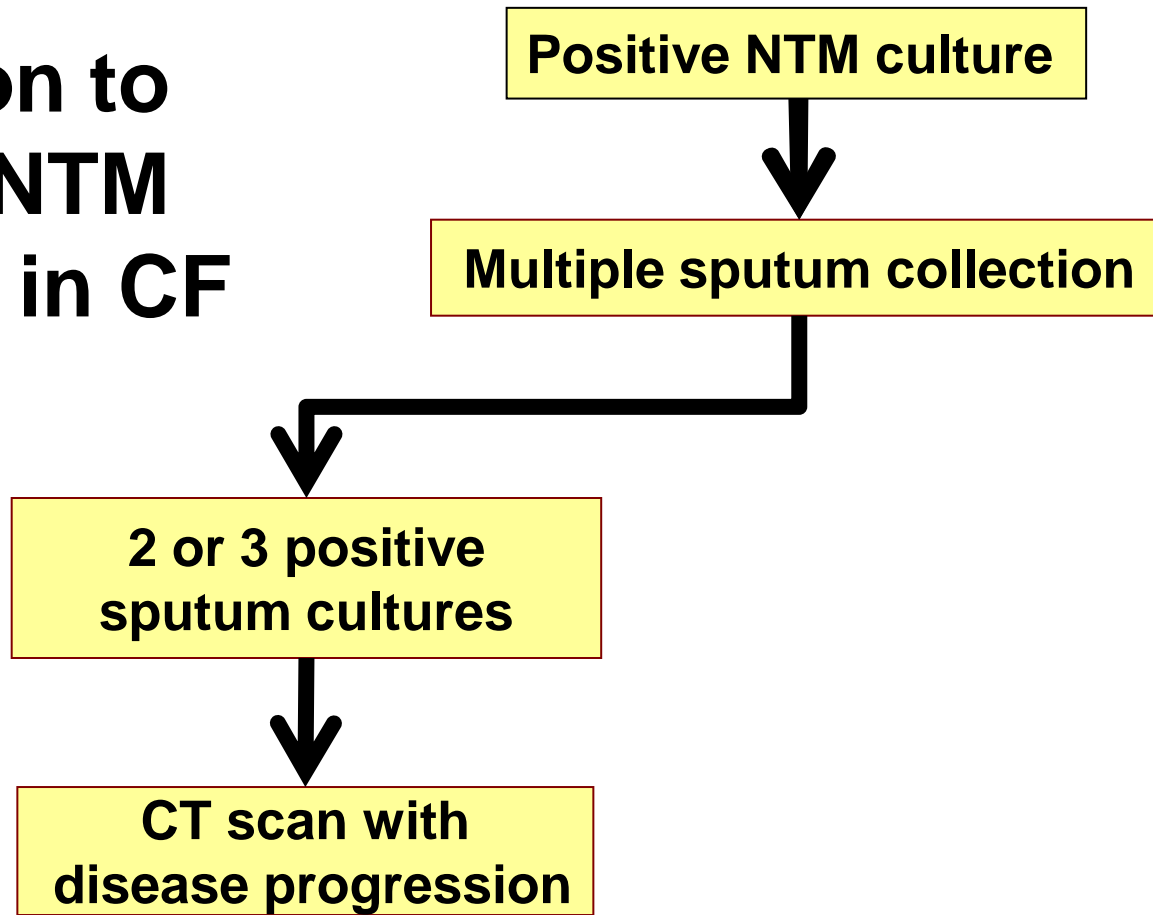 on to
NTM
in CF
Positive NTM culture
Multiple sputum collection
2 or 3 positive
sputum cultures
CT scan with
disease progression